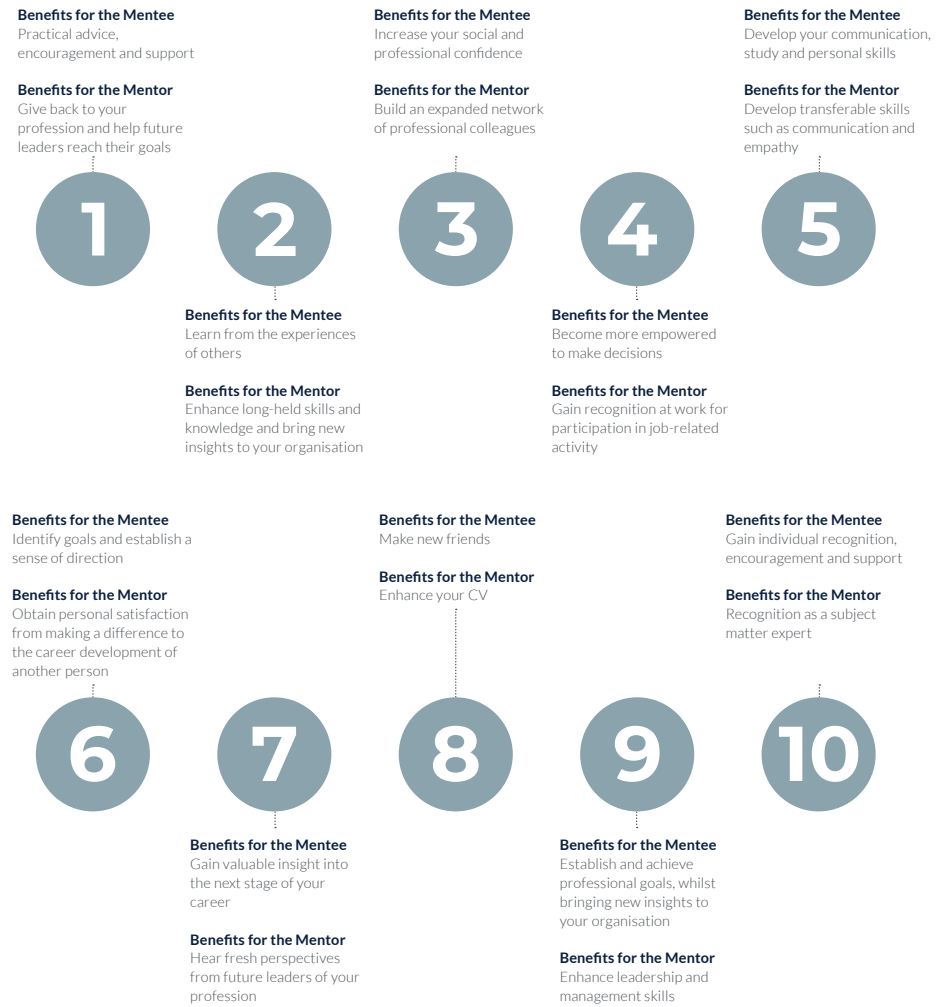 Benefits for the Mentee
Practical advice,
encouragement and support
Benefits for the Mentor
Give back to your
profession and help future
leaders reach their goals
1
2
Benefits for the Mentee
Learn from the experiences
of others
Benefits for the Mentor
Enhance long-held skills and
knowledge and bring new
insights to your organisation
Benefits for the Mentee
Increase your social and
professional confidence
Benefits for the Mentor
Build an expanded network
of professional colleagues
3
4
Benefits for the Mentee
Become more empowered
to make decisions
Benefits for the Mentor
Gain recognition at work for
participation in job-related
activity
Benefits for the Mentee
Develop your communication,
study and personal skills
Benefits for the Mentor
Develop transferable skills
such as communication and
empathy
5
Benefits for the Mentee
Identify goals and establish a
sense of direction
Benefits for the Mentor
Obtain personal satisfaction
from making a difference to
the career development of
another person
6
7
Benefits for the Mentee
Gain valuable insight into
the next stage of your
career
Benefits for the Mentor
Hear fresh perspectives
from future leaders of your
profession
Benefits for the Mentee
Make new friends
Benefits for the Mentor
Enhance your CV
8
9
Benefits for the Mentee
Establish and achieve
professional goals, whilst
bringing new insights to
your organisation
Benefits for the Mentor
Enhance leadership and
management skills
Benefits for the Mentee
Gain individual recognition,
encouragement and support
Benefits for the Mentor
Recognition as a subject
matter expert
10